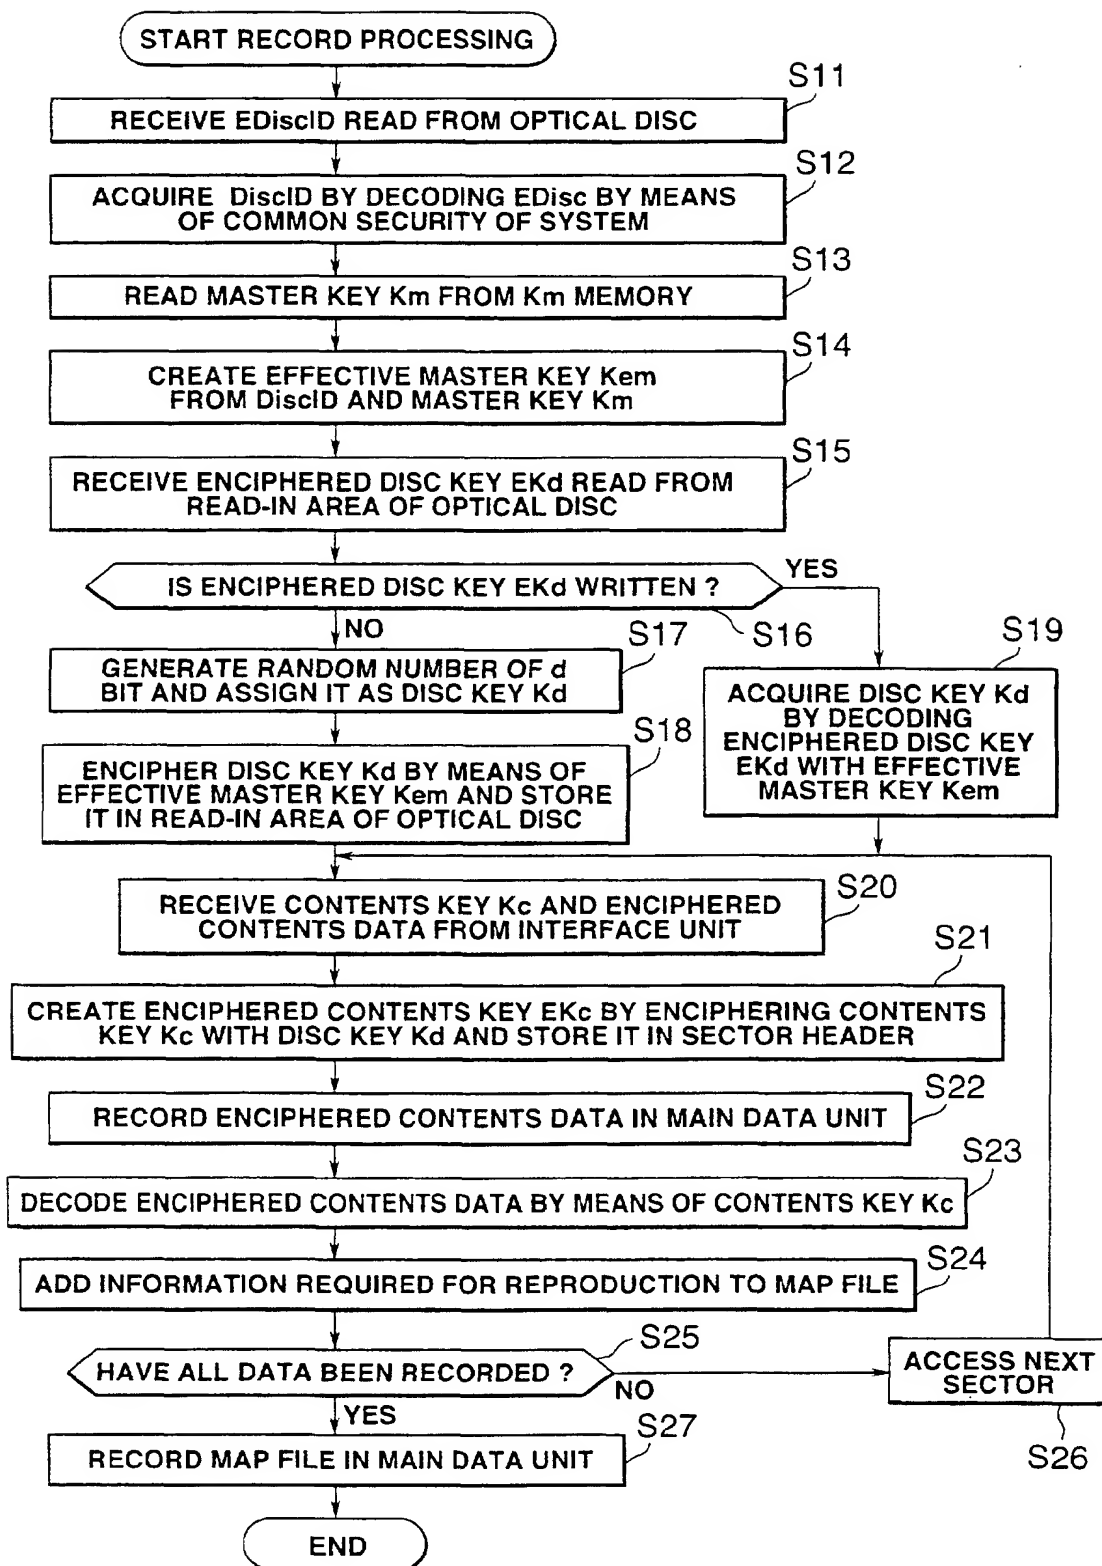 START RECORD PROCESSING
S11
RECEIVE EDiscID READ FROM OPTICAL DISC
S12
ACQUIRE DiscID BY DECODING EDisc BY MEANS
OF COMMON SECURITY OF SYSTEM
S13
READ MASTER KEY Km FROM Km MEMORY
S14
CREATE EFFECTIVE MASTER KEY Kem
FROM DiscID AND MASTER KEY Km
S15
RECEIVE ENCIPHERED DISC KEY EKd READ FROM
READ-IN AREA OF OPTICAL DISC
IS ENCIPHERED DISC KEY EKd WRITTEN ?
YES
NO
S16
S17
GENERATE RANDOM NUMBER OF d
BIT AND ASSIGN IT AS DISC KEY Kd
S19
ACQUIRE DISC KEY Kd
BY DECODING
ENCIPHERED DISC KEY
EKd WITH EFFECTIVE
MASTER KEY Kem
S18
ENCIPHER DISC KEY Kd BY MEANS OF
EFFECTIVE MASTER KEY Kem AND STORE
IT IN READ-IN AREA OF OPTICAL DISC
S20
RECEIVE CONTENTS KEY Kc AND ENCIPHERED
CONTENTS DATA FROM INTERFACE UNIT
S21
CREATE ENCIPHERED CONTENTS KEY EKc BY ENCIPHERING CONTENTS
KEY Kc WITH DISC KEY Kd AND STORE IT IN SECTOR HEADER
S22
RECORD ENCIPHERED CONTENTS DATA IN MAIN DATA UNIT
S23
DECODE ENCIPHERED CONTENTS DATA BY MEANS OF CONTENTS KEY Kc
S24
ADD INFORMATION REQUIRED FOR REPRODUCTION TO MAP FILE
S25
HAVE ALL DATA BEEN RECORDED ?
NO
YES
ACCESS NEXT
SECTOR
S26
S27
RECORD MAP FILE IN MAIN DATA UNIT
END